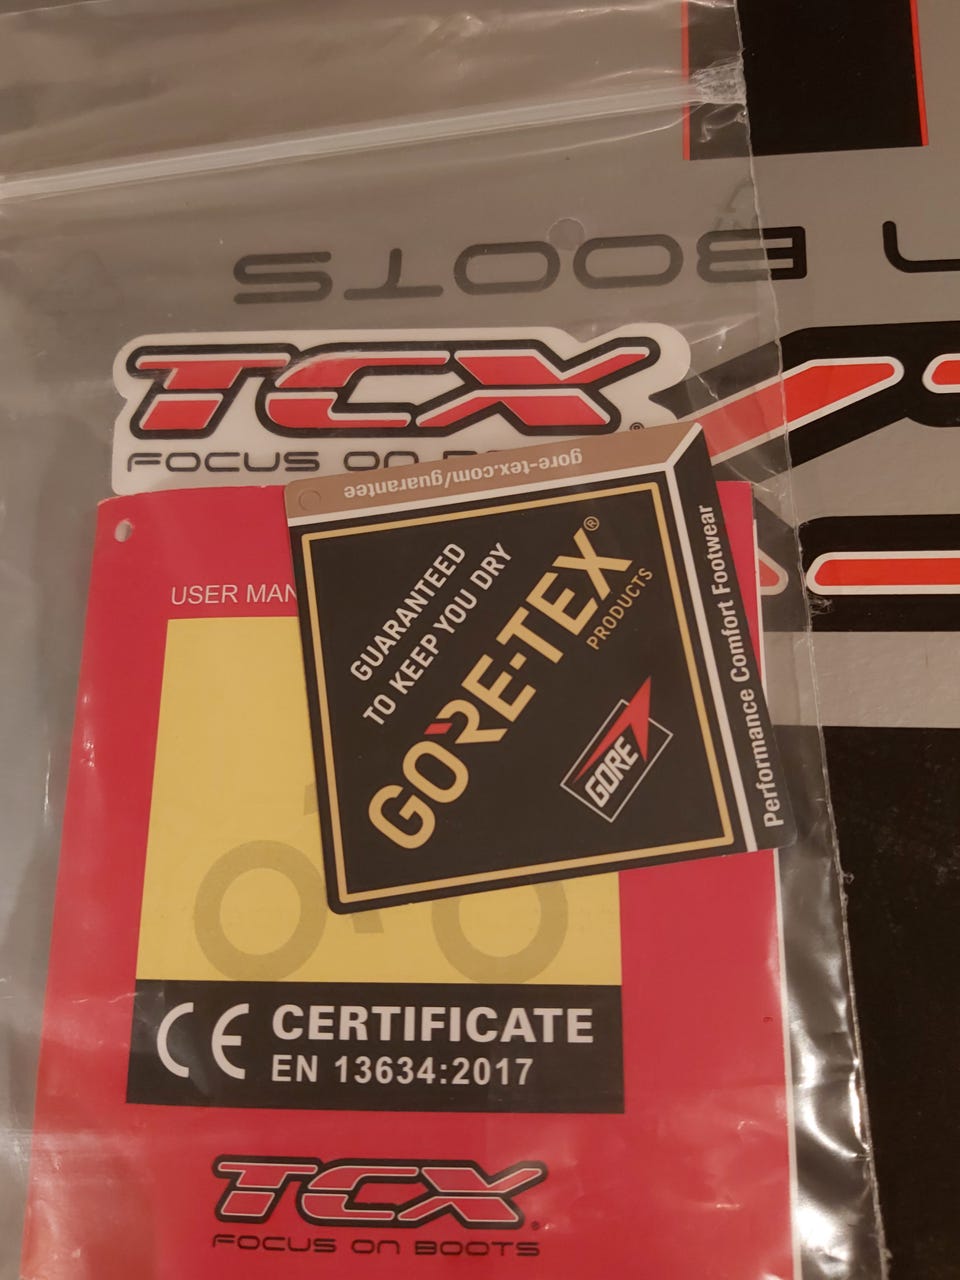 BOOTS
TCX
FOCUS ON
gore-tex.com/guarantee
USER
GUARANTEED
TO KEEP YOU DRY
GORE-TEX®
PRODUCTS
GORE
Performance Comfort Footwear
CE CERTIFICATE
EN 13634:2017
TCX
FOCUS ON BOOTS